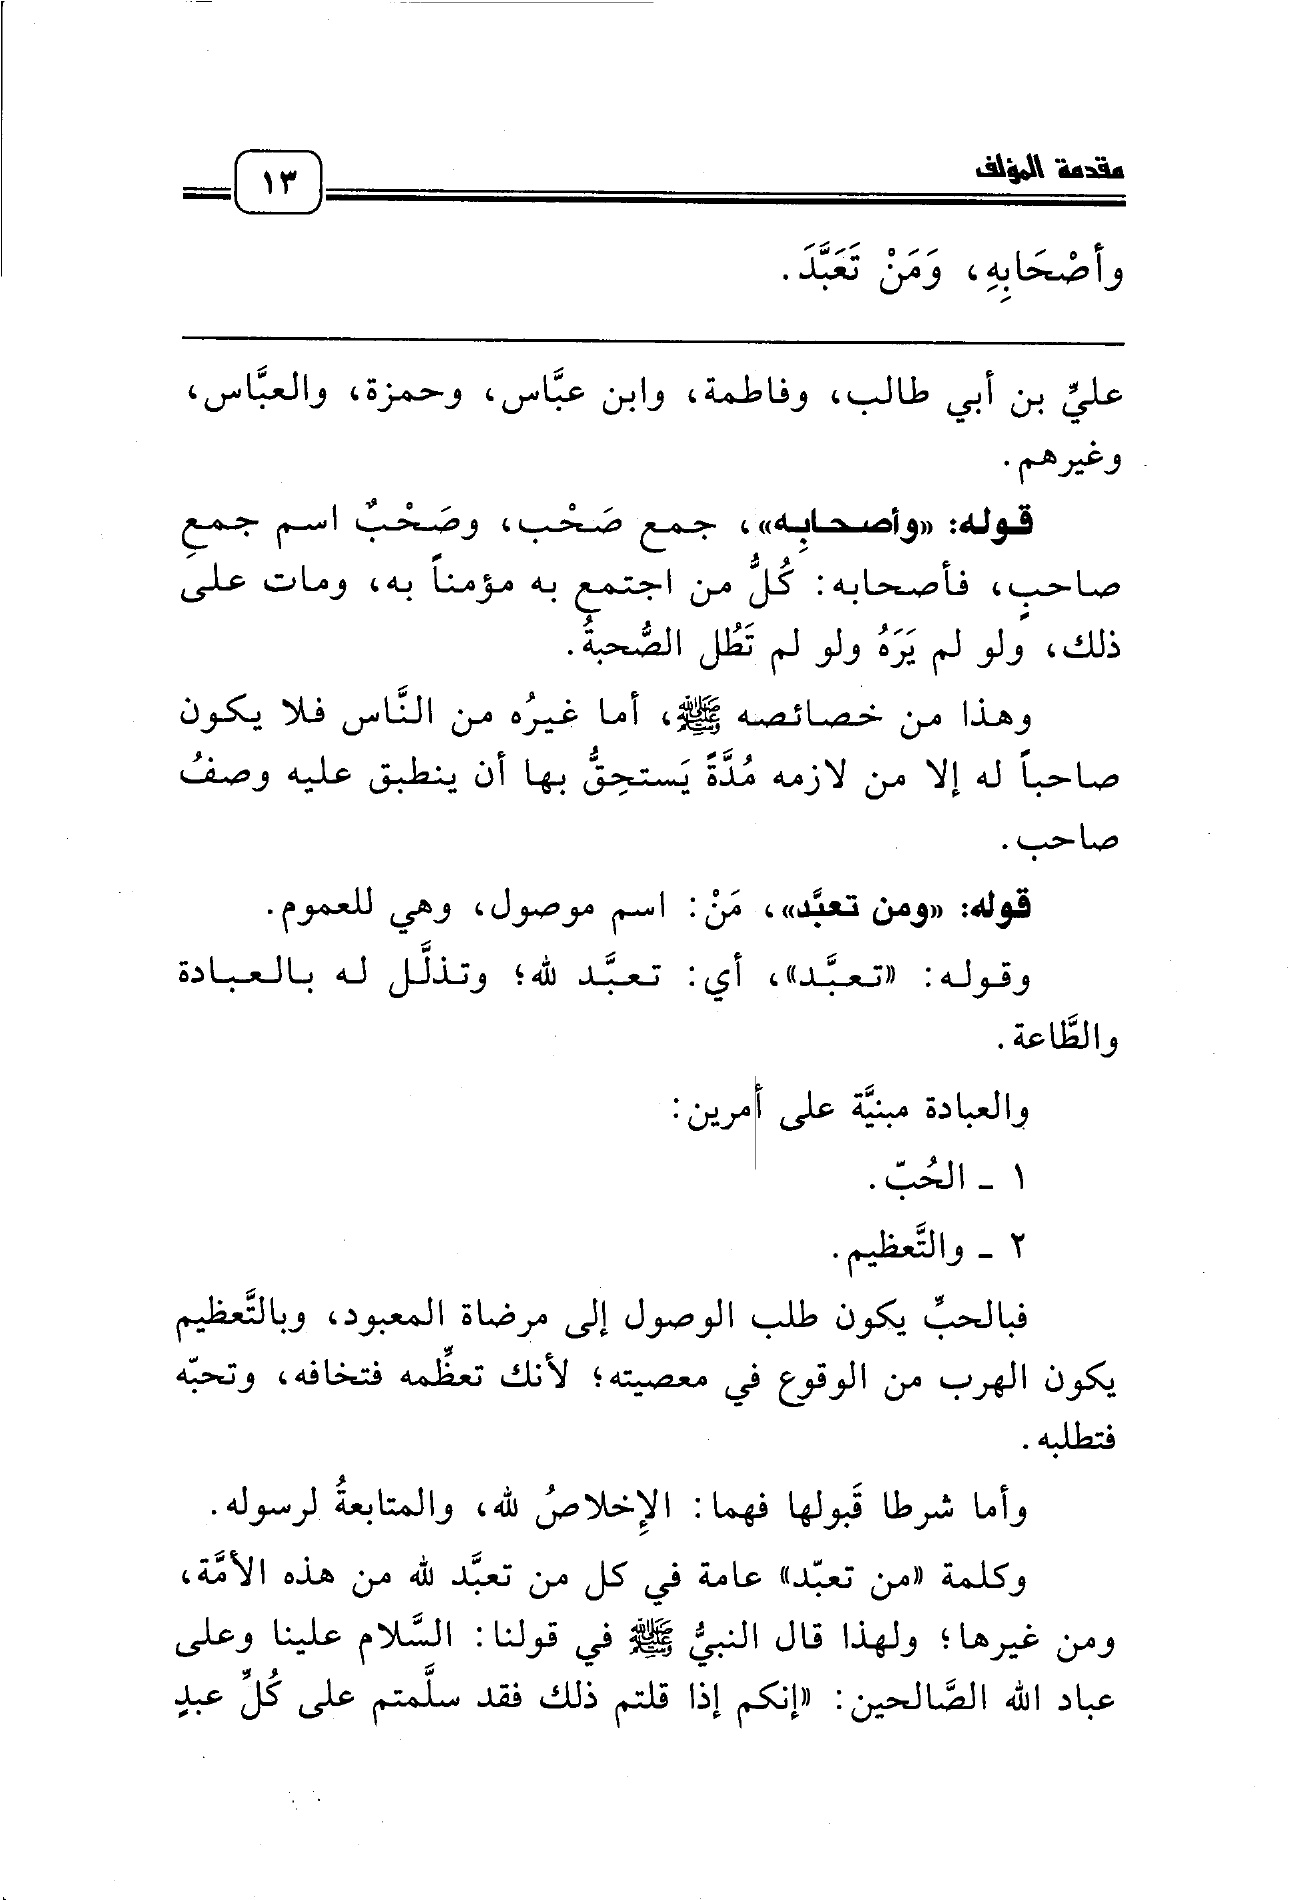 مقدمة المؤلف
١٣
وأَصْحَابِهِ، وَمَنْ تَعَبَّدَ.
عليِّ بن أبي طالب، وفاطمة، وابن عبَّاس، وحمزة، والعبَّاس،
وغيرهم.
قوله: «وأصحابِه»، جمع صَحْب، وصَحْبٌ اسم جمعِ
صاحبٍ، فأصحابه: كُلُّ من اجتمع به مؤمناً به، ومات على
ذلك، ولو لم يَرَهُ ولو لم تَطُل الصُّحبةُ.
وهذا من خصائصه ﷺ، أما غيرُه من النَّاس فلا يكون
صاحباً له إلا من لازمه مُدَّةً يَستحِقُّ بها أن ينطبق عليه وصفُ
صاحب.
قوله: «ومن تعبَّد»، مَنْ: اسم موصول، وهي للعموم.
وقوله: «تعبَّد»، أي: تعبَّد لله؛ وتذلَّل له بالعبادة
والطَّاعة.
والعبادة مبنيَّة على أمرين:
١ ـ الحُبّ.
٢ ـ والتَّعظيم.
فبالحبِّ يكون طلب الوصول إلى مرضاة المعبود، وبالتَّعظيم
يكون الهرب من الوقوع في معصيته؛ لأنك تعظِّمه فتخافه، وتحبّه
فتطلبه.
وأما شرطا قَبولها فهما: الإِخلاصُ لله، والمتابعةُ لرسوله.
وكلمة «من تعبّد» عامة في كل من تعبَّد لله من هذه الأمَّة،
ومن غيرها؛ ولهذا قال النبيُّ ﷺ في قولنا: السَّلام علينا وعلى
عباد الله الصَّالحين: «إنكم إذا قلتم ذلك فقد سلَّمتم على كُلِّ عبدٍ